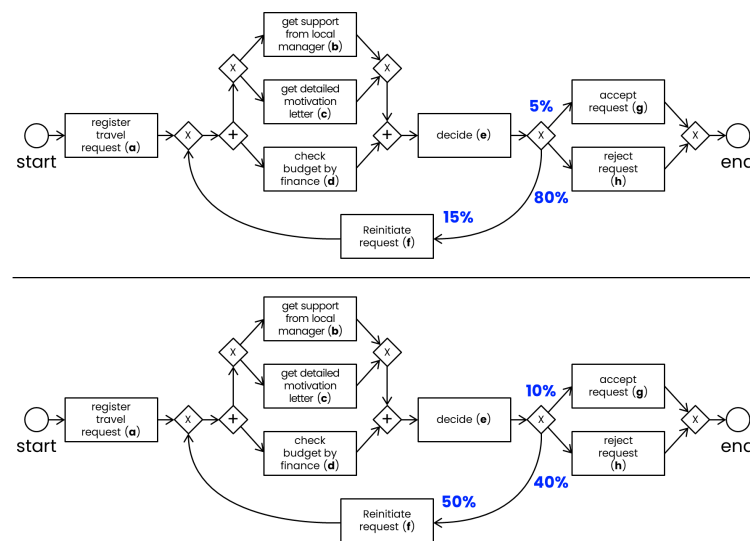 get support
from local
manager (b)
X
X
get detailed
motivation
letter (c)
5%
accept
request (g)
register
travel
request (a)
X
+
+
decide (e)
X
X
start
end
check
budget by
finance (d)
reject
request
(h)
80%
15%
Reinitiate
request (f)
get support
from local
manager (b)
X
X
get detailed
motivation
letter (c)
10%
accept
request (g)
register
travel
request (a)
X
+
+
decide (e)
X
X
start
end
check
budget by
finance (d)
reject
request
(h)
40%
50%
Reinitiate
request (f)